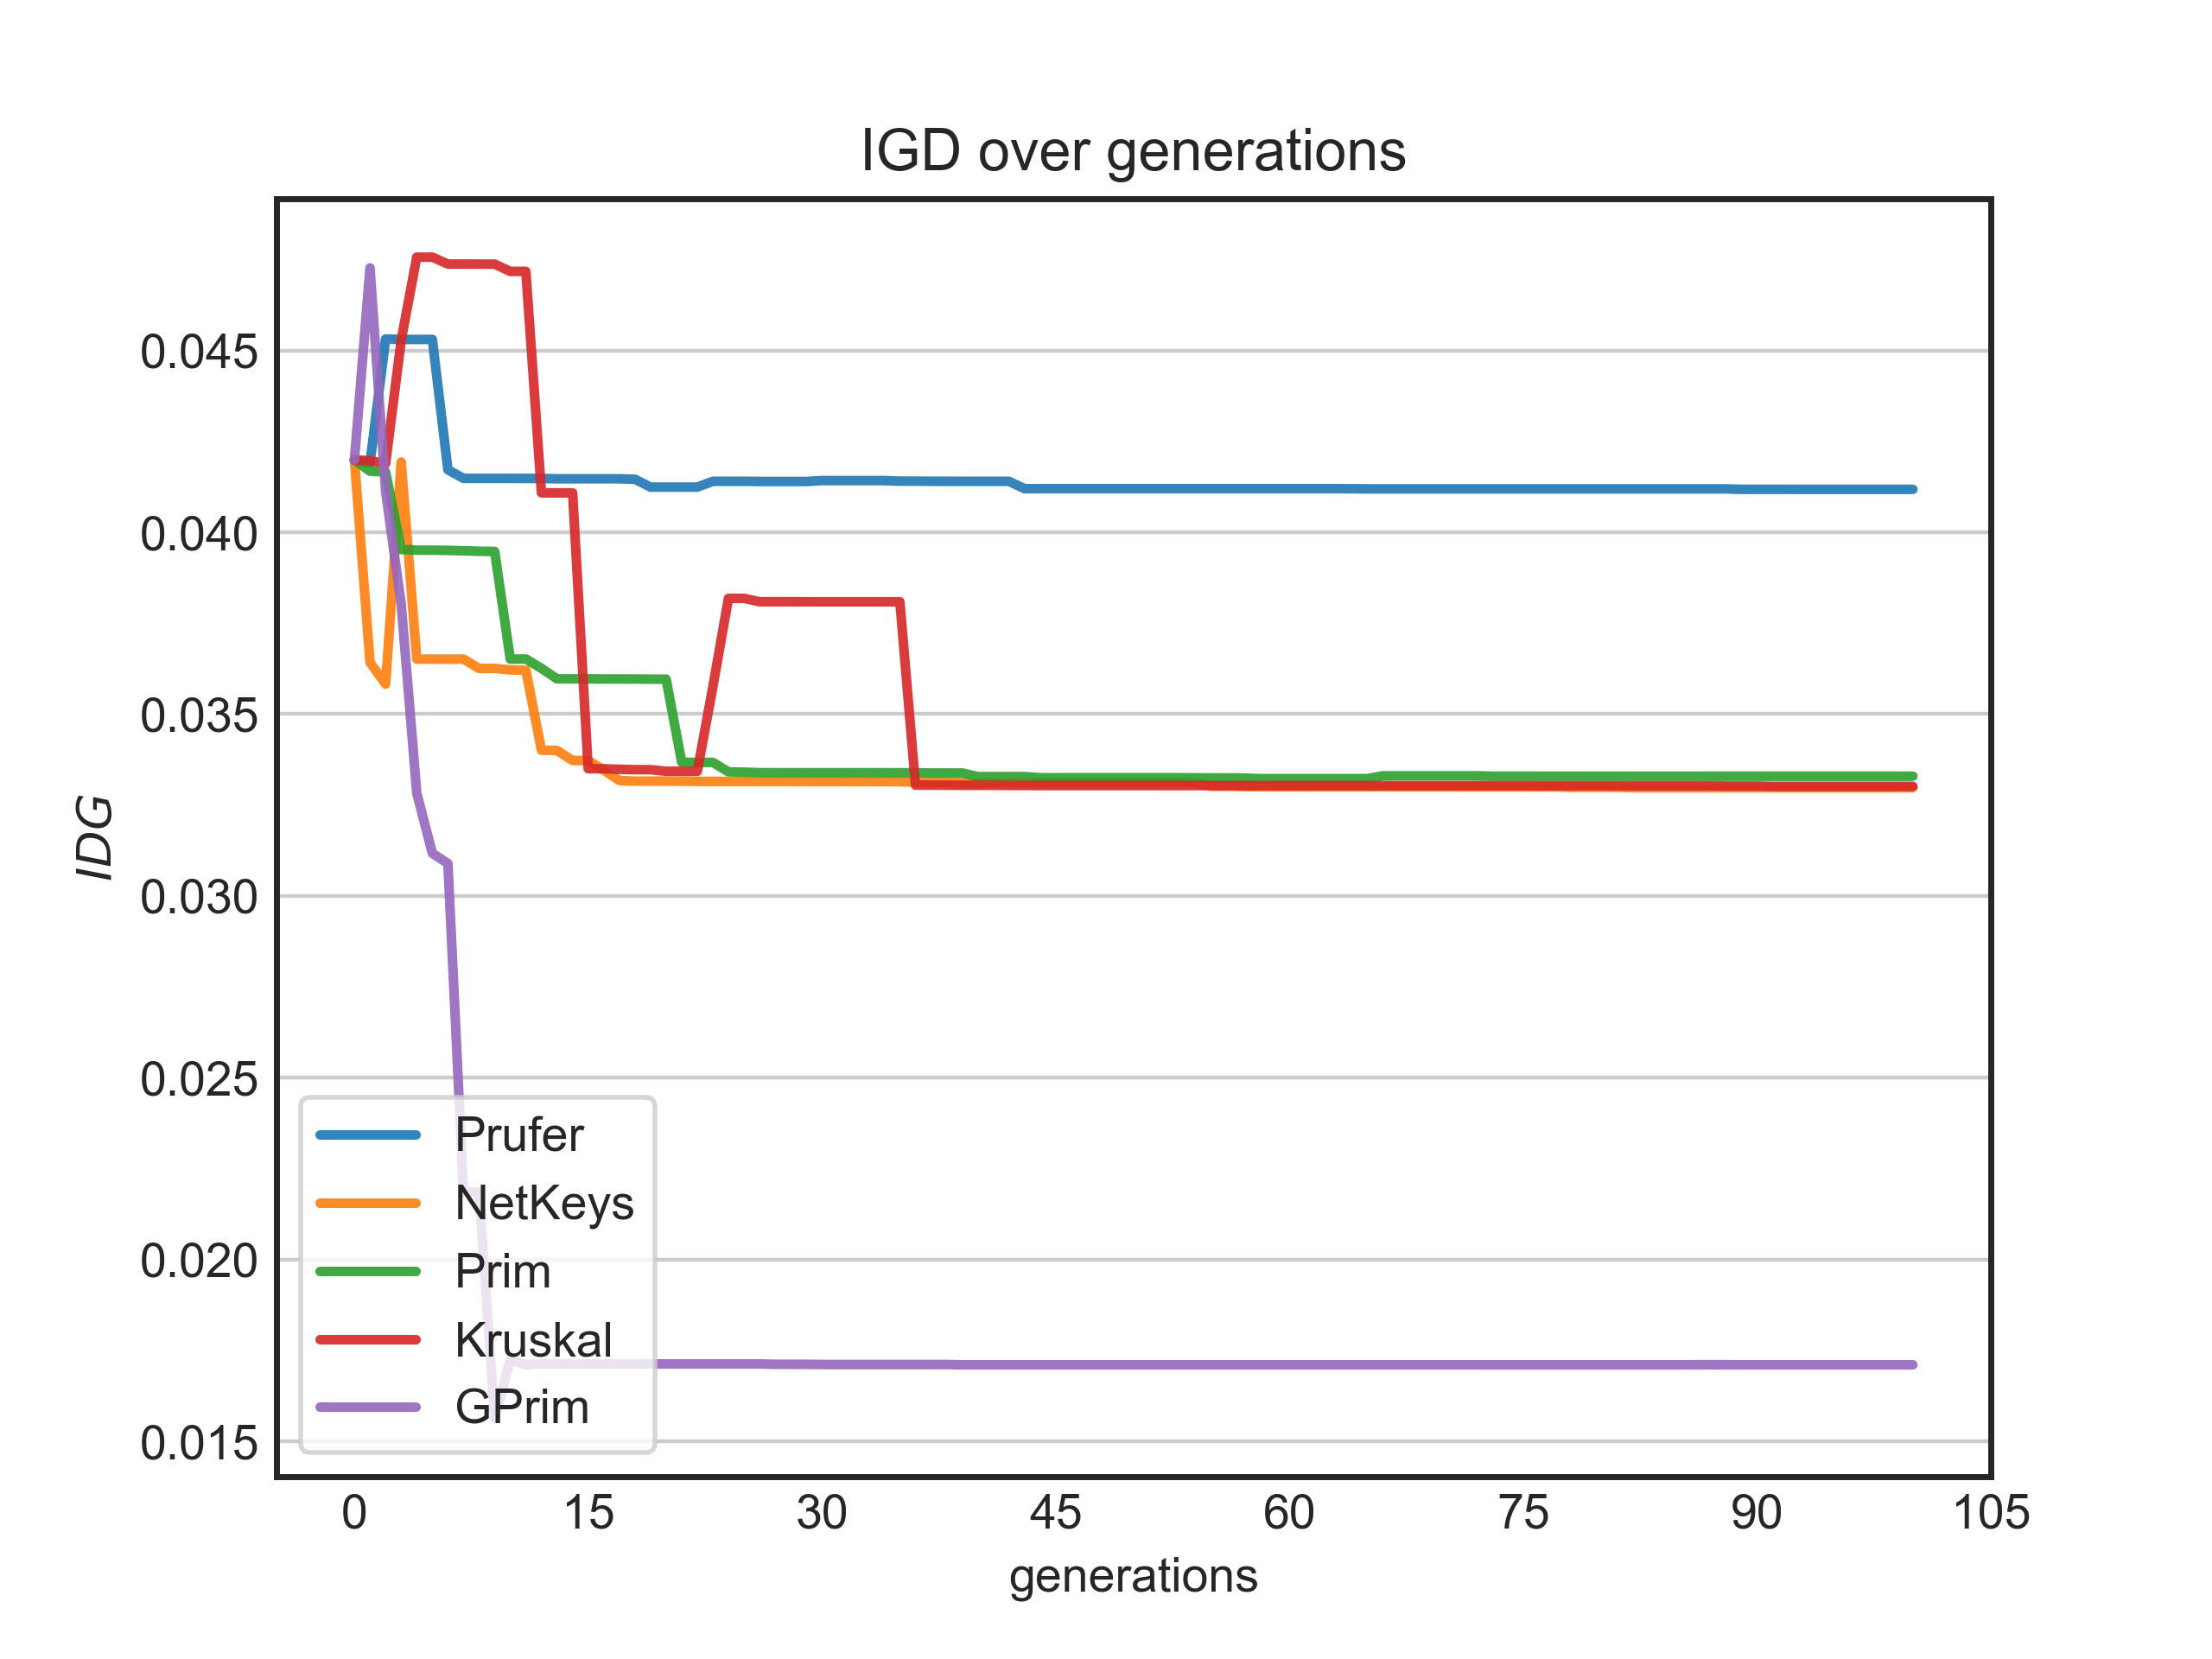 IGD over generations
IDG
0.045
0.040
0.035
0.030
0.025
0.020
0.015
Prufer
NetKeys
Prim
Kruskal
GPrim
0 15 30 45 60 75 90 105
generations